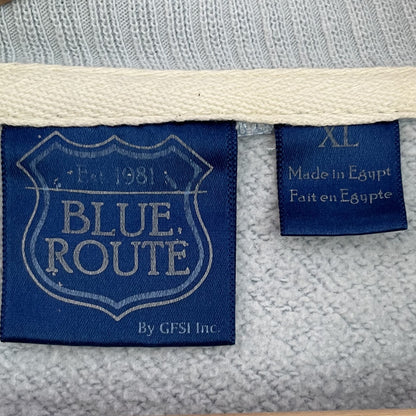 Est 1981
BLUE
ROUTE
By GFSI Inc.
XL
Made in Egypt
Fait en Egypte